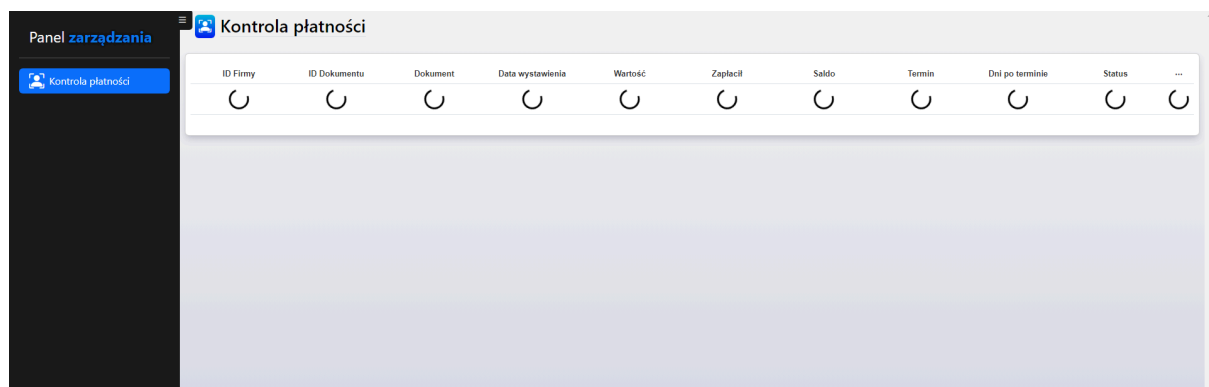 Panel zarządzania
≡
Kontrola płatności
Kontrola płatności
ID Firmy ID Dokumentu Dokument Data wystawienia Wartość Zapłacił Saldo Termin Dni po terminie Status ...